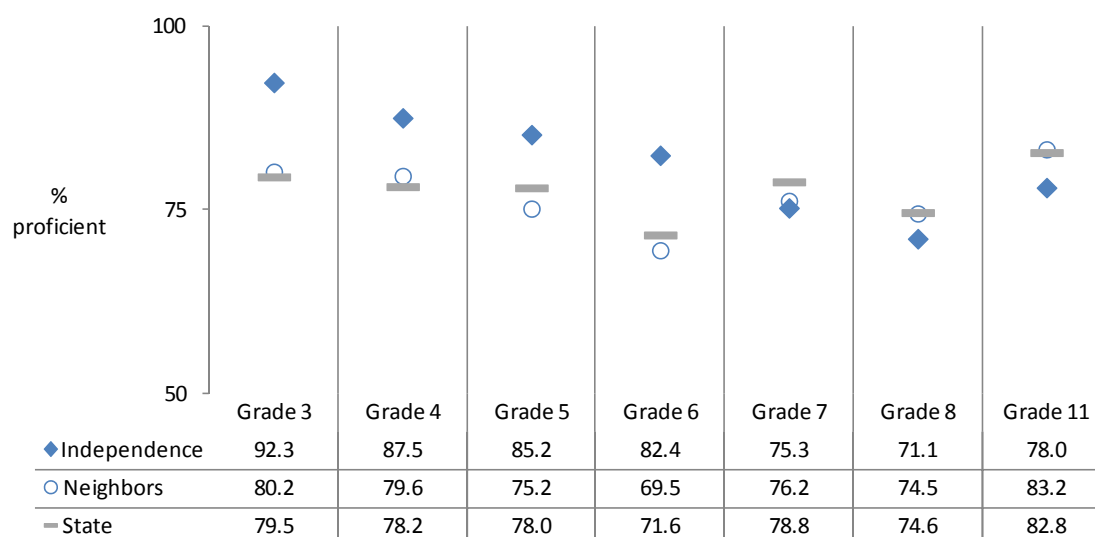 100
75
50
%
proficient
Grade 3 Grade 4 Grade 5 Grade 6 Grade 7 Grade 8 Grade 11
Independence 92.3 87.5 85.2 82.4 75.3 71.1 78.0
Neighbors 80.2 79.6 75.2 69.5 76.2 74.5 83.2
State 79.5 78.2 78.0 71.6 78.8 74.6 82.8